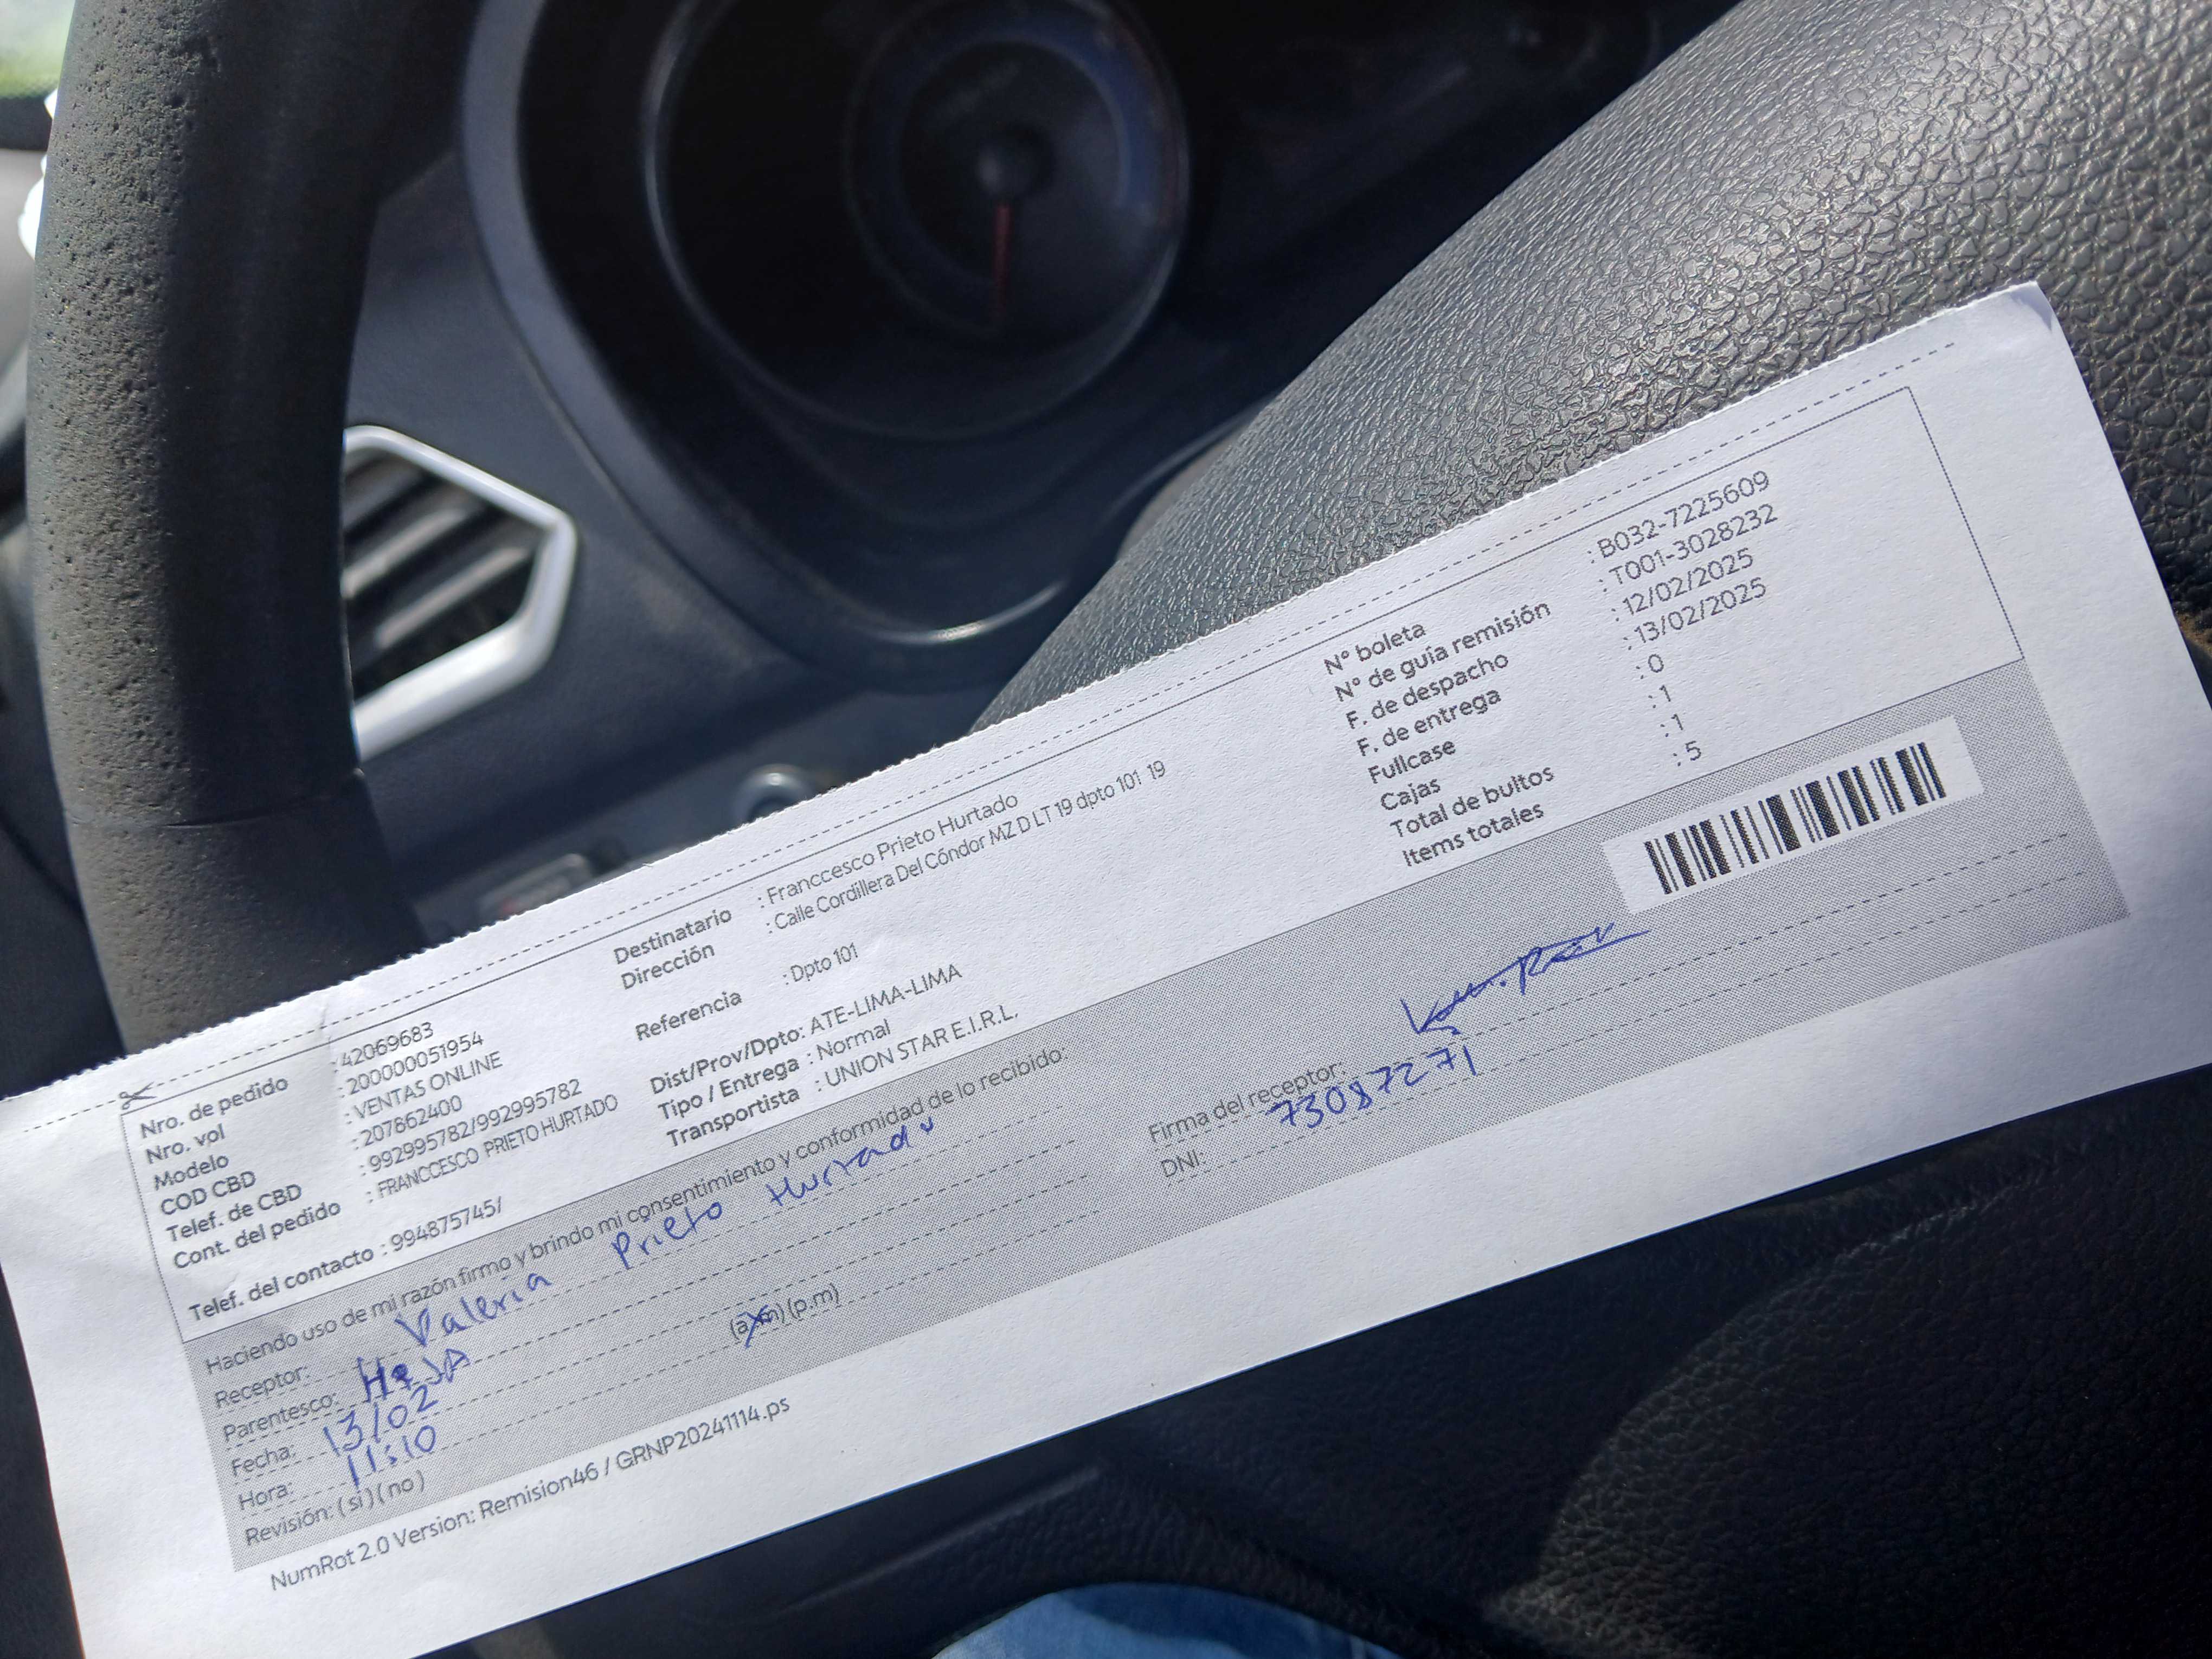 Nro. de pedido : 42069683
Nro. vol : 200000051954
Modelo : VENTAS ONLINE
COD CBD : 207862400
Telef. de CBD : 992995782/992995782
Cont. del pedido : FRANCCESCO PRIETO HURTADO
Telef. del contacto : 994875745/
Destinatario : Franccesco Prieto Hurtado
Dirección : Calle Cordillera Del Cóndor MZ D LT 19 dpto 101 19
Referencia : Dpto 101
Dist/Prov/Dpto: ATE-LIMA-LIMA
Tipo / Entrega : Normal
Transportista : UNION STAR E.I.R.L.
N° boleta : B032-7225609
N° de guía remisión : T001-3028232
F. de despacho : 12/02/2025
F. de entrega : 13/02/2025
Fullcase : 0
Cajas : 1
Total de bultos : 1
Items totales : 5
Haciendo uso de mi razón firmo y brindo mi consentimiento y conformidad de lo recibido:
Receptor: Valeria Prieto Hurtado
Parentesco: HIJA
Fecha: 13/02
Hora: 11:10 (a.m) (p.m)
Revisión: ( si ) ( no )
Firma del receptor:
DNI: 73087271
NumRot 2.0 Version: Remision46 / GRNP20241114.ps